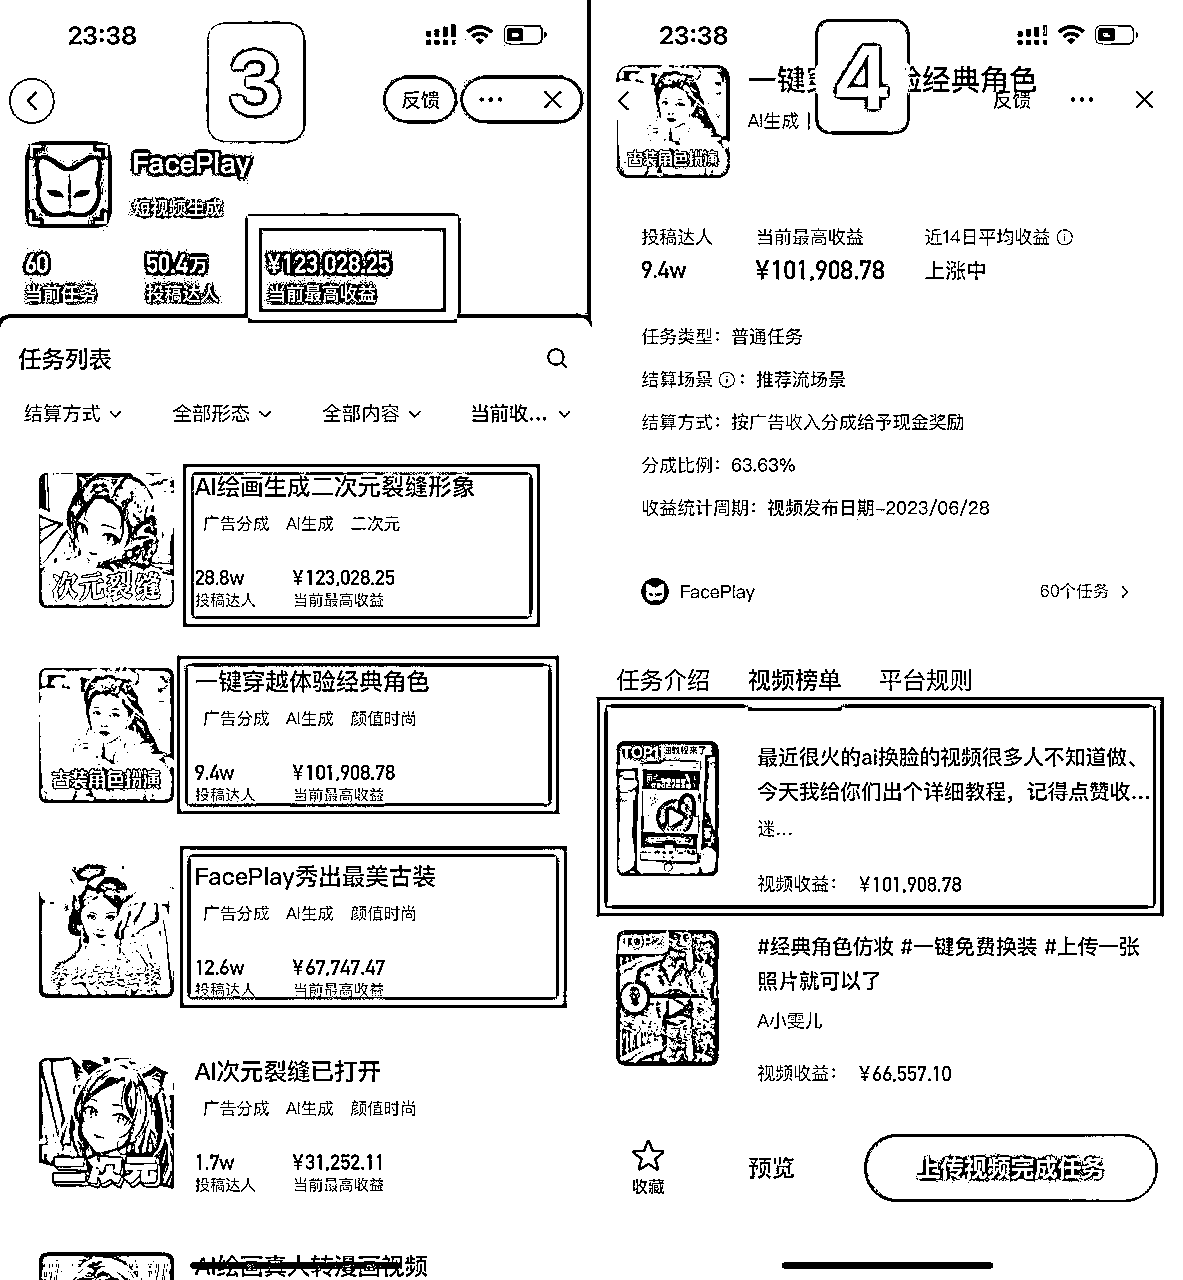 23:38
3
反馈
FacePlay
短视频生成
60
当前任务
50.4万
投稿达人
¥123,028.25
当前最高收益
任务列表
结算方式 全部形态 全部内容 当前收...
AI绘画生成二次元裂缝形象
广告分成 AI生成 二次元
28.8w ¥123,028.25
投稿达人 当前最高收益
次元裂缝
一键穿越体验经典角色
广告分成 AI生成 颜值时尚
9.4w ¥101,908.78
投稿达人 当前最高收益
古装角色扮演
FacePlay秀出最美古装
广告分成 AI生成 颜值时尚
12.6w ¥67,747.47
投稿达人 当前最高收益
AI次元裂缝已打开
广告分成 AI生成 颜值时尚
1.7w ¥31,252.11
投稿达人 当前最高收益
二次元
AI绘画真人转漫画视频
23:38
4
一键穿 验经典角色
反馈
AI生成 |
古装角色扮演
投稿达人 当前最高收益 近14日平均收益
9.4w ¥101,908.78 上涨中
任务类型：普通任务
结算场景：推荐流场景
结算方式：按广告收入分成给予现金奖励
分成比例：63.63%
收益统计周期：视频发布日期-2023/06/28
FacePlay 60个任务
任务介绍 视频榜单 平台规则
TOP1
最近很火的ai换脸的视频很多人不知道做、
今天我给你们出个详细教程，记得点赞收...
迷...
视频收益： ¥101,908.78
#经典角色仿妆 #一键免费换装 #上传一张
照片就可以了
A小雯儿
视频收益： ¥66,557.10
收藏
预览
上传视频完成任务